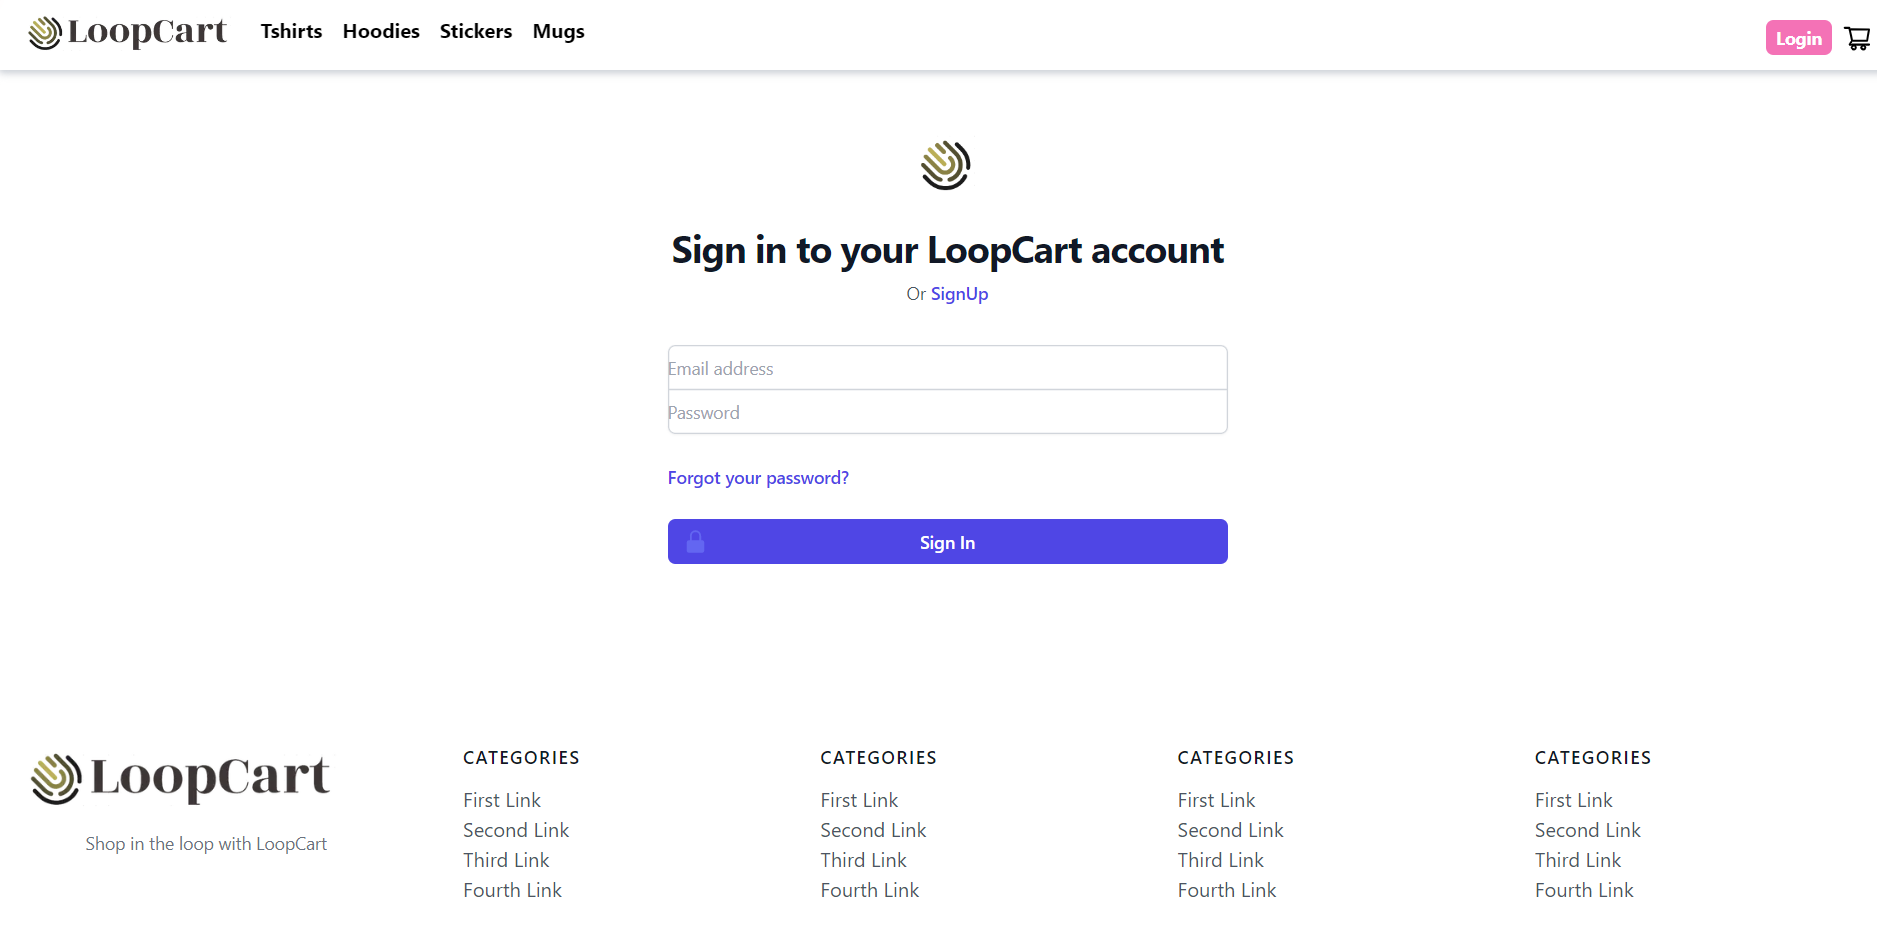 LoopCart Tshirts Hoodies Stickers Mugs Login
Sign in to your LoopCart account
Or SignUp
Email address
Password
Forgot your password?
Sign In
LoopCart
Shop in the loop with LoopCart
CATEGORIES
First Link
Second Link
Third Link
Fourth Link
CATEGORIES
First Link
Second Link
Third Link
Fourth Link
CATEGORIES
First Link
Second Link
Third Link
Fourth Link
CATEGORIES
First Link
Second Link
Third Link
Fourth Link